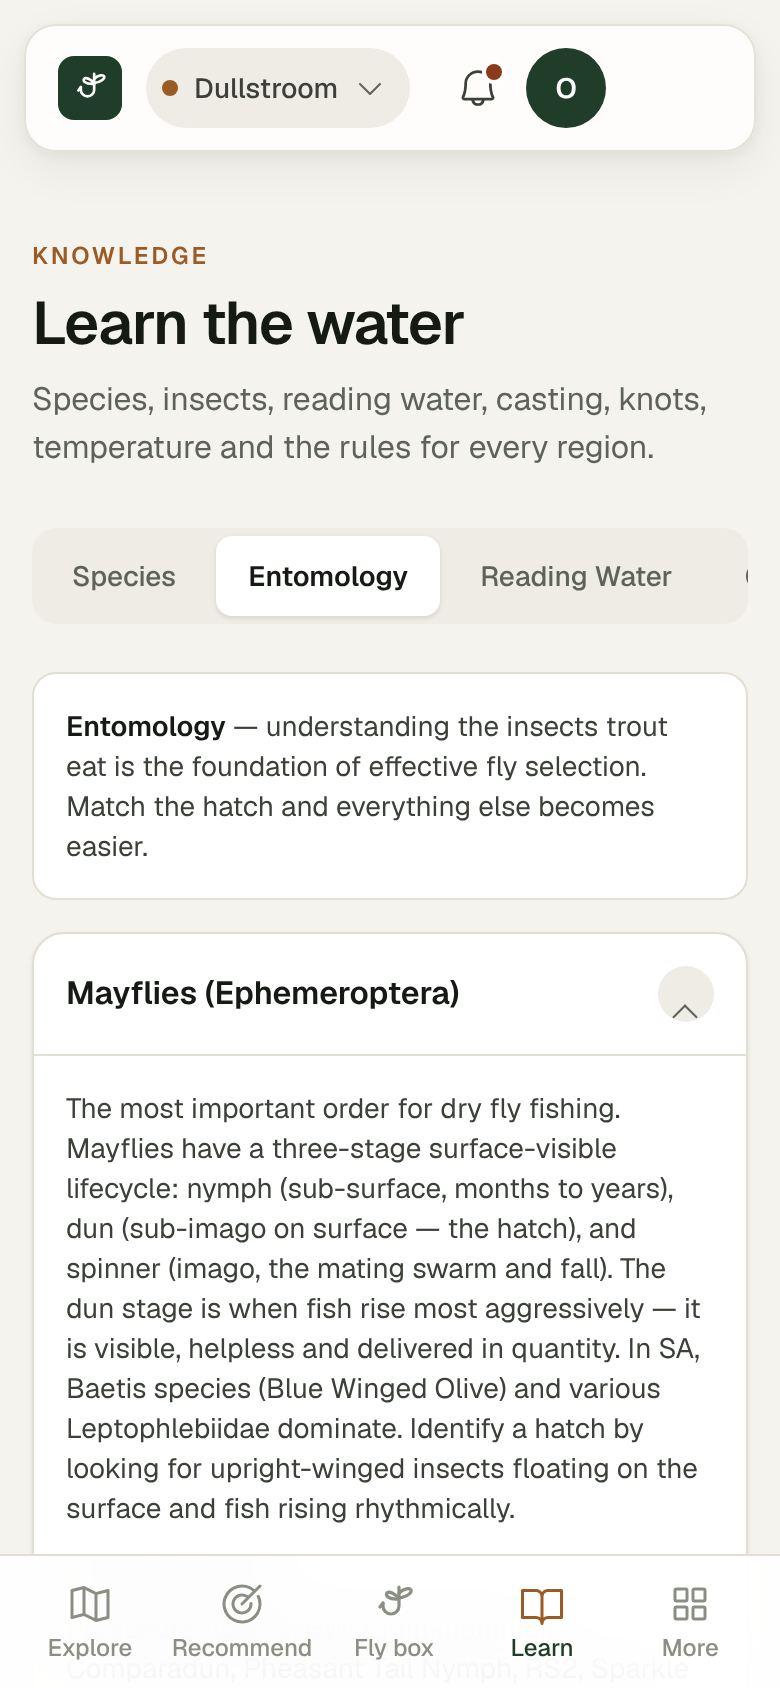 Dullstroom
O
KNOWLEDGE
Learn the water
Species, insects, reading water, casting, knots,
temperature and the rules for every region.
Species
Entomology
Reading Water
Entomology — understanding the insects trout
eat is the foundation of effective fly selection.
Match the hatch and everything else becomes
easier.
Mayflies (Ephemeroptera)
The most important order for dry fly fishing.
Mayflies have a three-stage surface-visible
lifecycle: nymph (sub-surface, months to years),
dun (sub-imago on surface — the hatch), and
spinner (imago, the mating swarm and fall). The
dun stage is when fish rise most aggressively — it
is visible, helpless and delivered in quantity. In SA,
Baetis species (Blue Winged Olive) and various
Leptophlebiidae dominate. Identify a hatch by
looking for upright-winged insects floating on the
surface and fish rising rhythmically.
Explore
Recommend
Fly box
Learn
More
Comparadun, Pheasant Tail Nymph, RS2, Sparkle